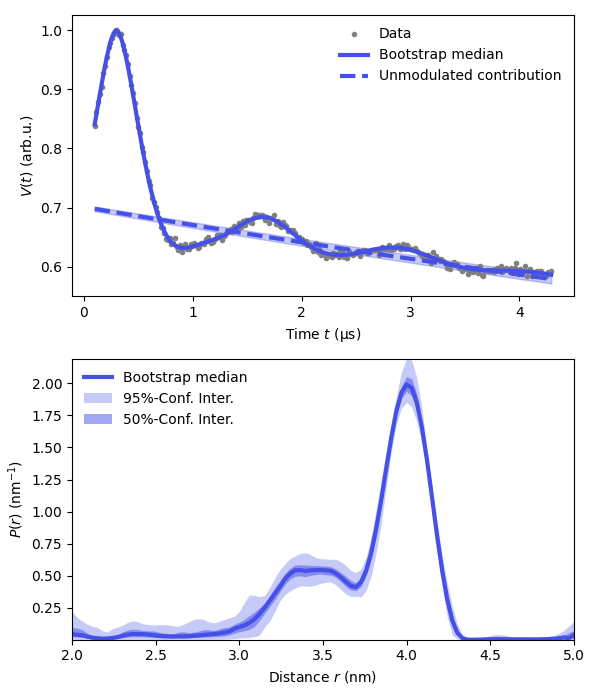 1.0
0.9
0.8
0.7
0.6
V(t) (arb.u.)
Data
Bootstrap median
Unmodulated contribution
0 1 2 3 4
Time t (μs)
2.00
1.75
1.50
1.25
1.00
0.75
0.50
0.25
P(r) (nm⁻¹)
Bootstrap median
95%-Conf. Inter.
50%-Conf. Inter.
2.0 2.5 3.0 3.5 4.0 4.5 5.0
Distance r (nm)